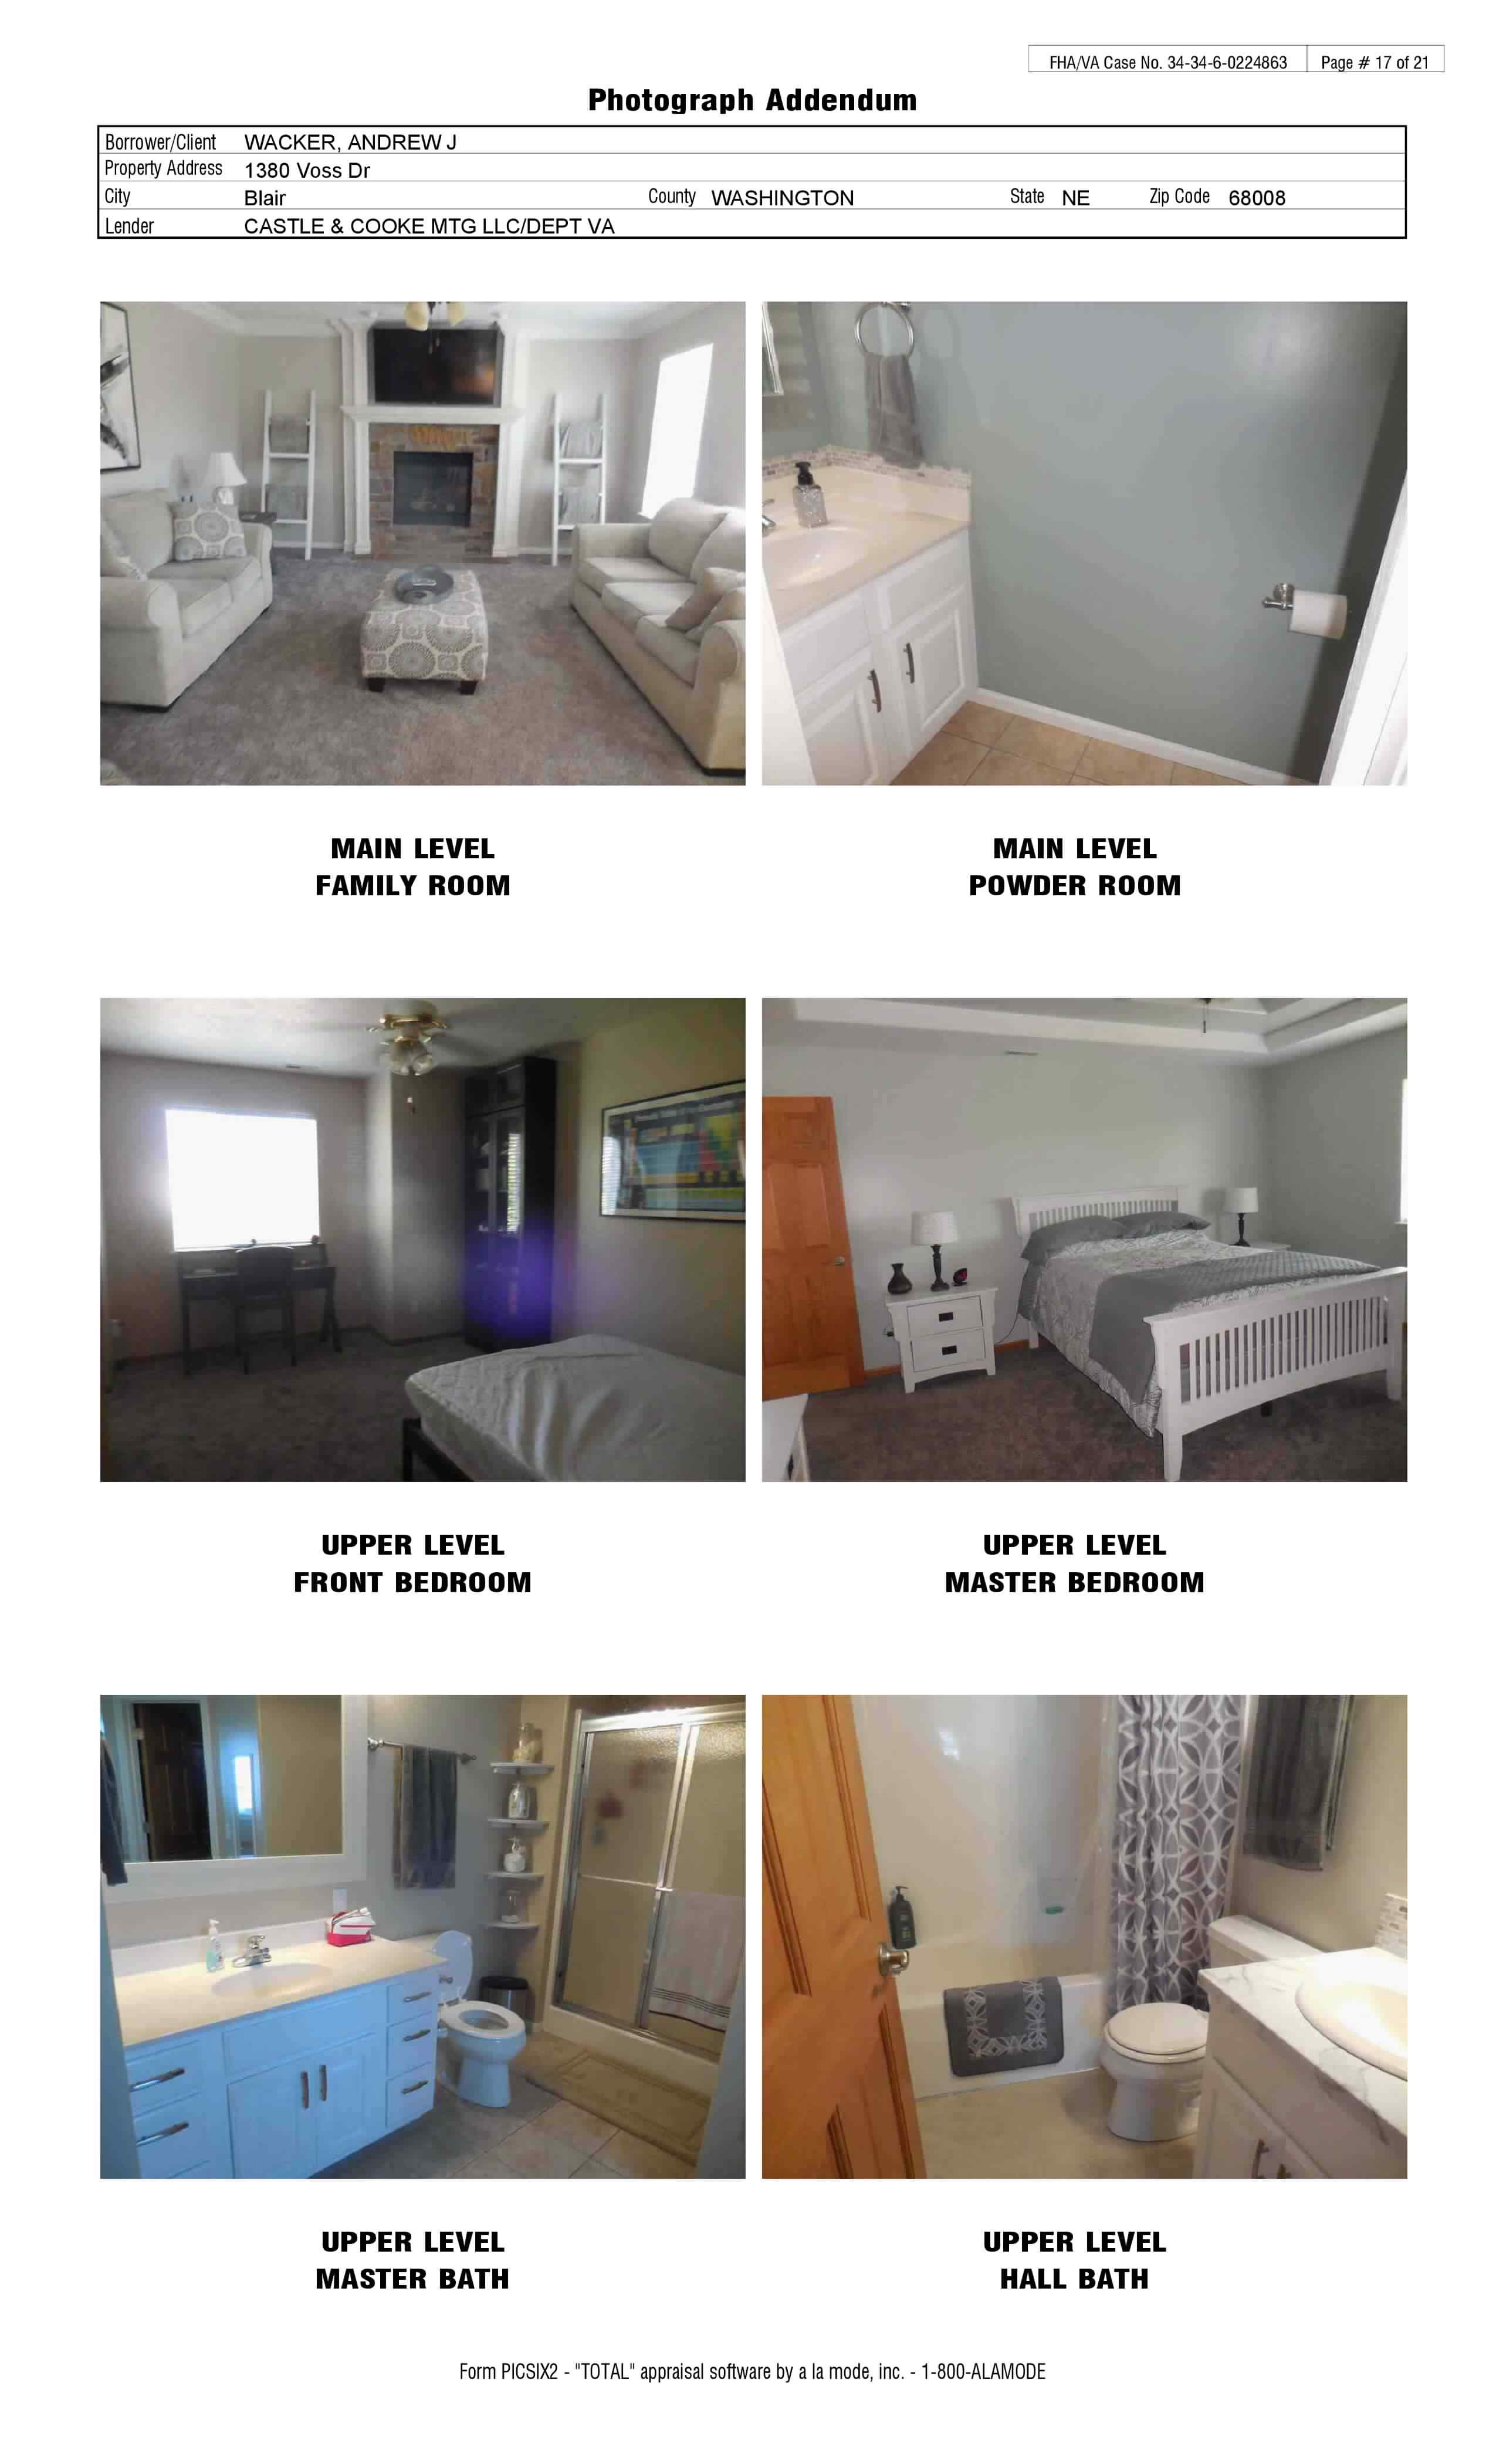 FHA/VA Case No. 34-34-6-0224863 Page # 17 of 21
Photograph Addendum
Borrower/Client WACKER, ANDREW J
Property Address 1380 Voss Dr
City Blair County WASHINGTON State NE Zip Code 68008
Lender CASTLE & COOKE MTG LLC/DEPT VA
MAIN LEVEL
FAMILY ROOM
MAIN LEVEL
POWDER ROOM
UPPER LEVEL
FRONT BEDROOM
UPPER LEVEL
MASTER BEDROOM
UPPER LEVEL
MASTER BATH
UPPER LEVEL
HALL BATH
Form PICSIX2 - "TOTAL" appraisal software by a la mode, inc. - 1-800-ALAMODE